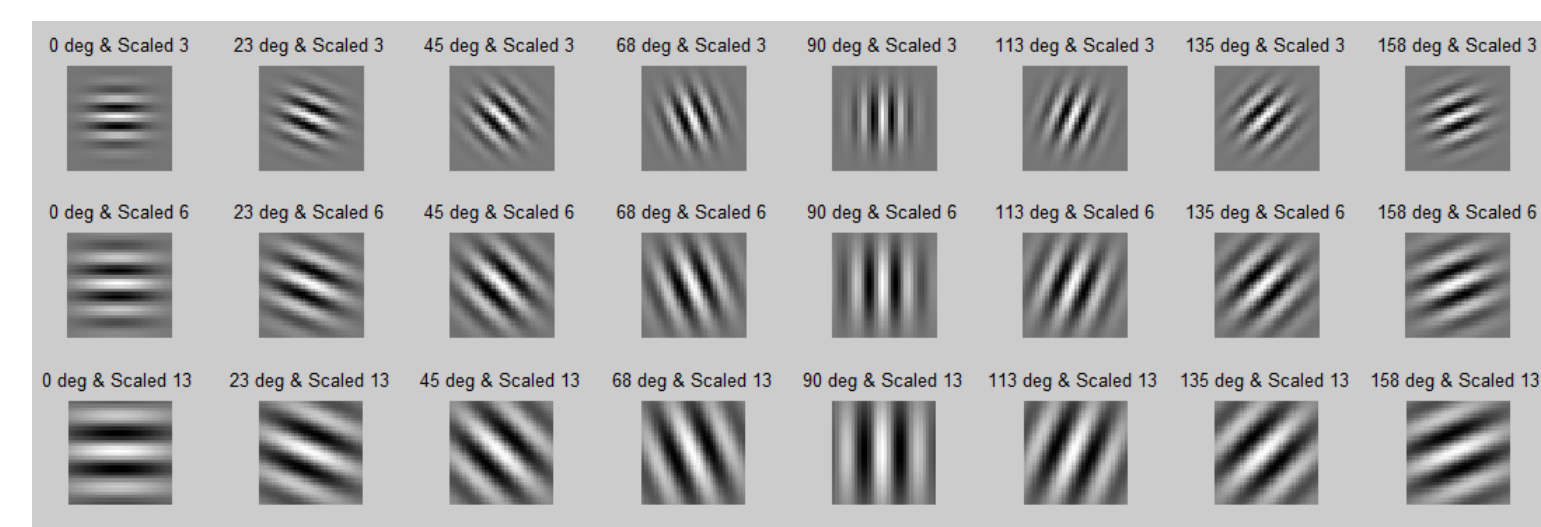 0 deg & Scaled 3 23 deg & Scaled 3 45 deg & Scaled 3 68 deg & Scaled 3 90 deg & Scaled 3 113 deg & Scaled 3 135 deg & Scaled 3 158 deg & Scaled 3
0 deg & Scaled 6 23 deg & Scaled 6 45 deg & Scaled 6 68 deg & Scaled 6 90 deg & Scaled 6 113 deg & Scaled 6 135 deg & Scaled 6 158 deg & Scaled 6
0 deg & Scaled 13 23 deg & Scaled 13 45 deg & Scaled 13 68 deg & Scaled 13 90 deg & Scaled 13 113 deg & Scaled 13 135 deg & Scaled 13 158 deg & Scaled 13